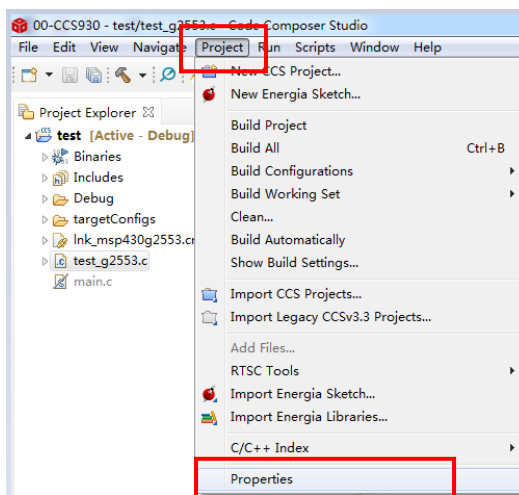 00-CCS930 - test/test_g2553.c - Code Composer Studio
File Edit View Navigate Project Run Scripts Window Help
Project Explorer
test [Active - Debug]
Binaries
Includes
Debug
targetConfigs
lnk_msp430g2553.c
test_g2553.c
main.c
New CCS Project...
New Energia Sketch...
Build Project
Build All Ctrl+B
Build Configurations
Build Working Set
Clean...
Build Automatically
Show Build Settings...
Import CCS Projects...
Import Legacy CCSv3.3 Projects...
Add Files...
RTSC Tools
Import Energia Sketch...
Import Energia Libraries...
C/C++ Index
Properties